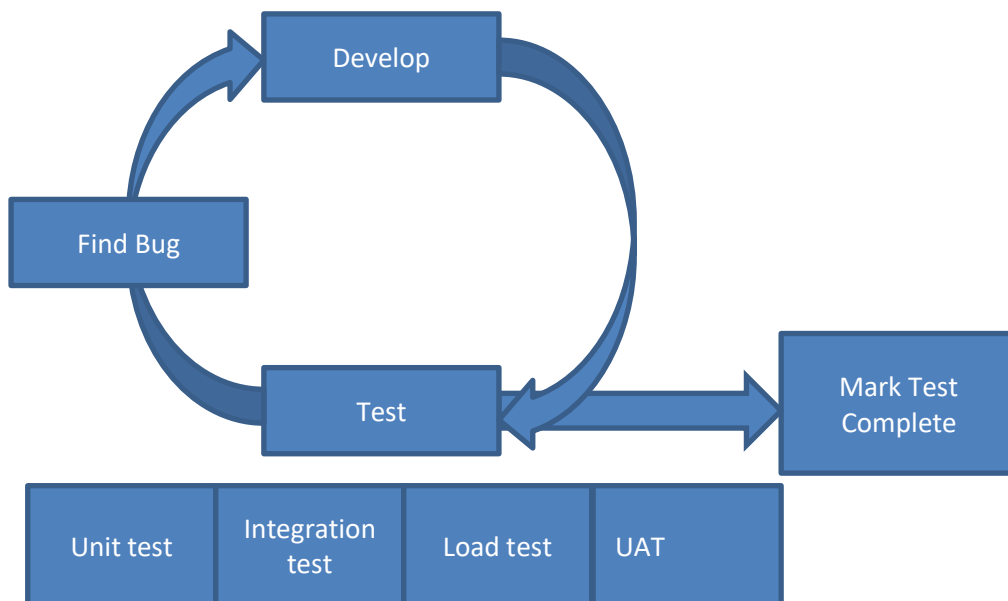 Develop
Find Bug
Test
Mark Test
Complete
Unit test
Integration
test
Load test
UAT